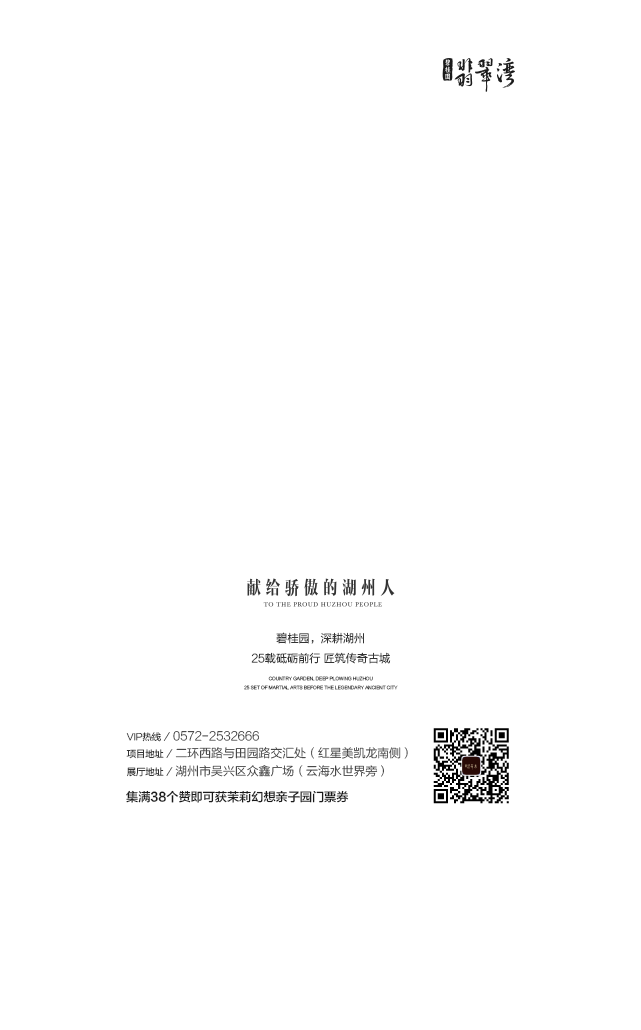 碧桂园
翡翠湾
献给骄傲的湖州人
TO THE PROUD HUZHOU PEOPLE
碧桂园，深耕湖州
25载砥砺前行 匠筑传奇古城
COUNTRY GARDEN, DEEP PLOWING HUZHOU
25 SET OF MARTIAL ARTS BEFORE THE LEGENDARY ANCIENT CITY
VIP热线 / 0572-2532666
项目地址 / 二环西路与田园路交汇处（红星美凯龙南侧）
展厅地址 / 湖州市吴兴区众鑫广场（云海水世界旁）
集满38个赞即可获茉莉幻想亲子园门票券